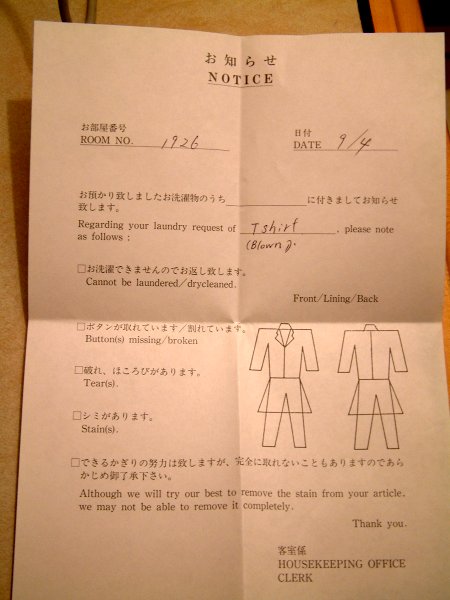 お知らせ
NOTICE
お部屋番号
ROOM NO. 1926
日付
DATE 9/4
お預かり致しましたお洗濯物のうち に付きましてお知らせ
致します。
Regarding your laundry request of Tshirt , please note
as follows : (Blown).
□お洗濯できませんのでお返し致します。
Cannot be laundered/drycleaned.
Front/Lining/Back
□ボタンが取れています/割れています。
Button(s) missing/broken
□破れ、ほころびがあります。
Tear(s).
□シミがあります。
Stain(s).
□できるかぎりの努力は致しますが、完全に取れないこともありますのであら
かじめ御了承下さい。
Although we will try our best to remove the stain from your article,
we may not be able to remove it completely.
Thank you.
客室係
HOUSEKEEPING OFFICE
CLERK